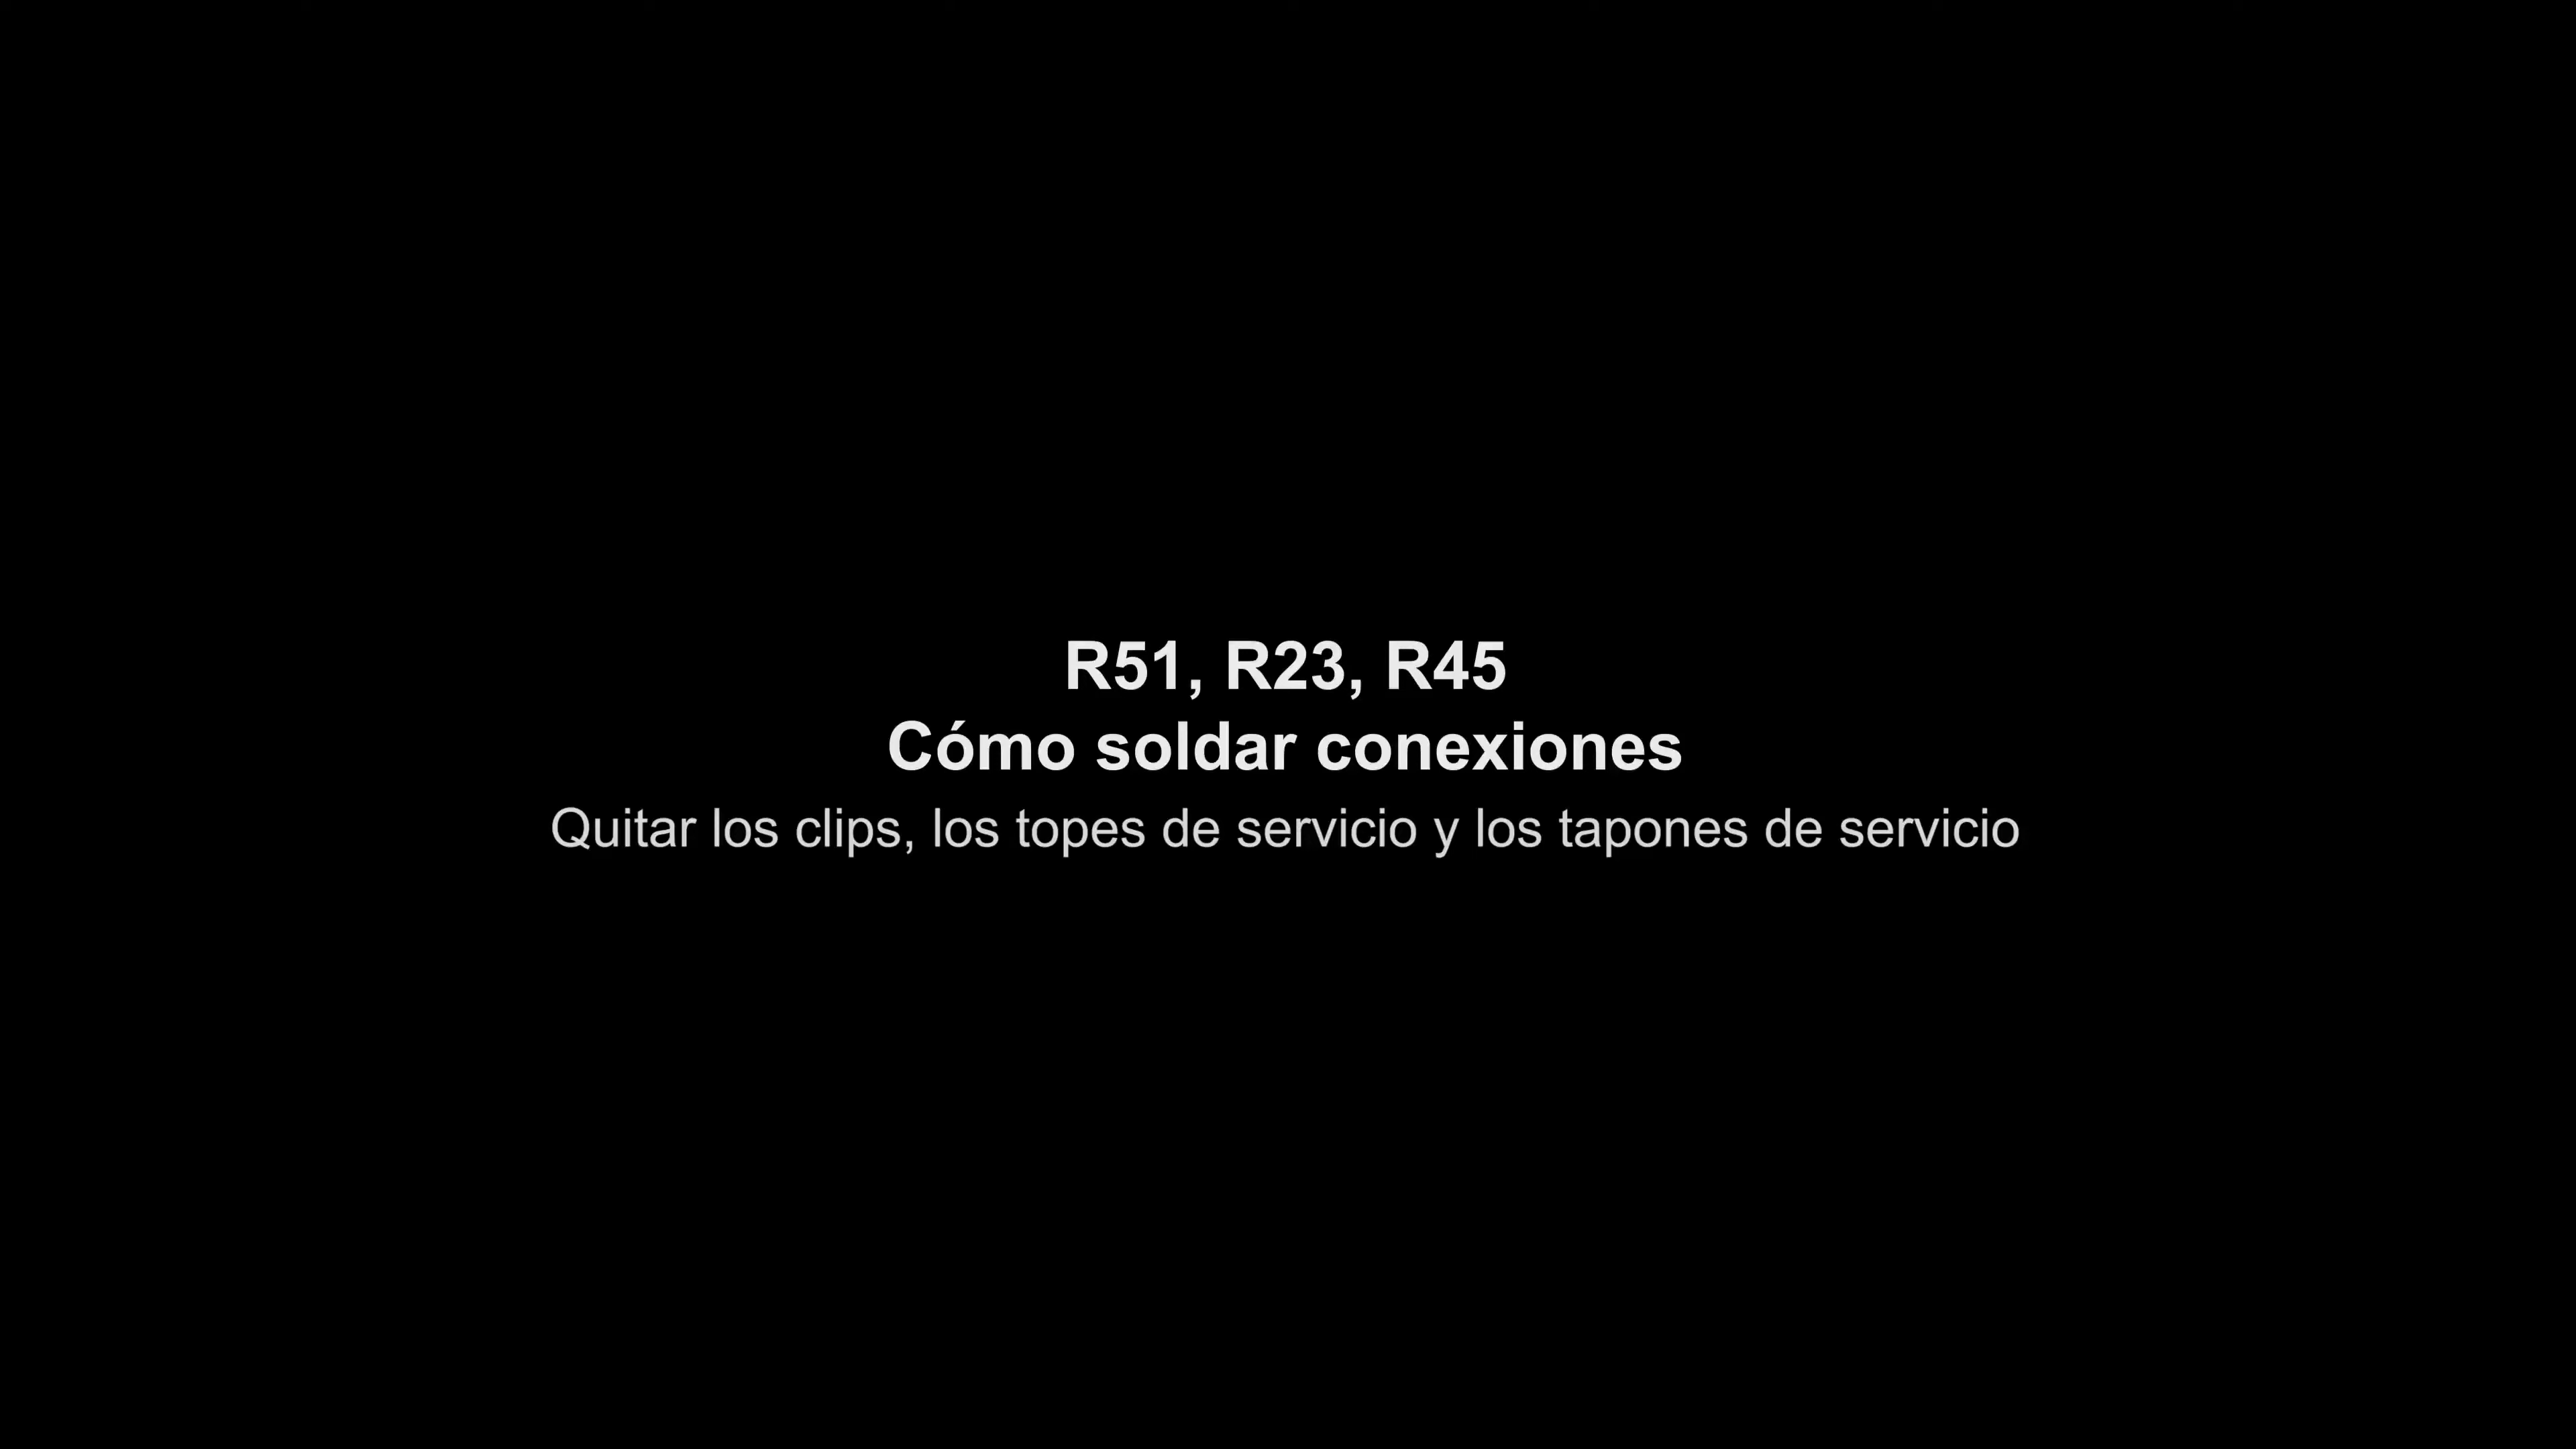 R51, R23, R45
Cómo soldar conexiones
Quitar los clips, los topes de servicio y los tapones de servicio